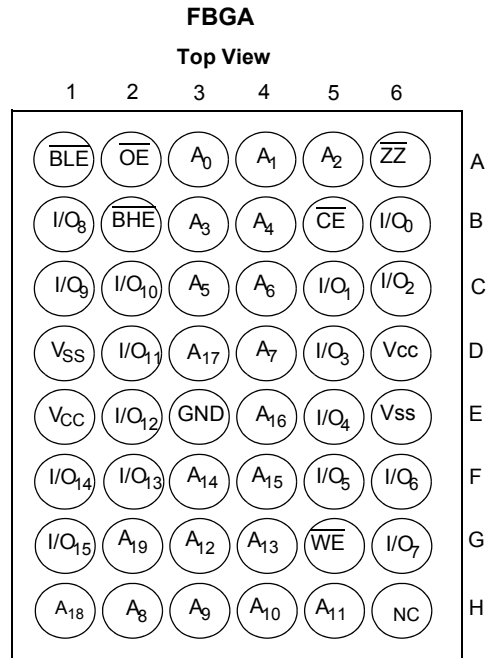 FBGA
Top View
1 2 3 4 5 6
BLE OE A0 A1 A2 ZZ A
I/O8 BHE A3 A4 CE I/O0 B
I/O9 I/O10 A5 A6 I/O1 I/O2 C
VSS I/O11 A17 A7 I/O3 Vcc D
VCC I/O12 GND A16 I/O4 Vss E
I/O14 I/O13 A14 A15 I/O5 I/O6 F
I/O15 A19 A12 A13 WE I/O7 G
A18 A8 A9 A10 A11 NC H